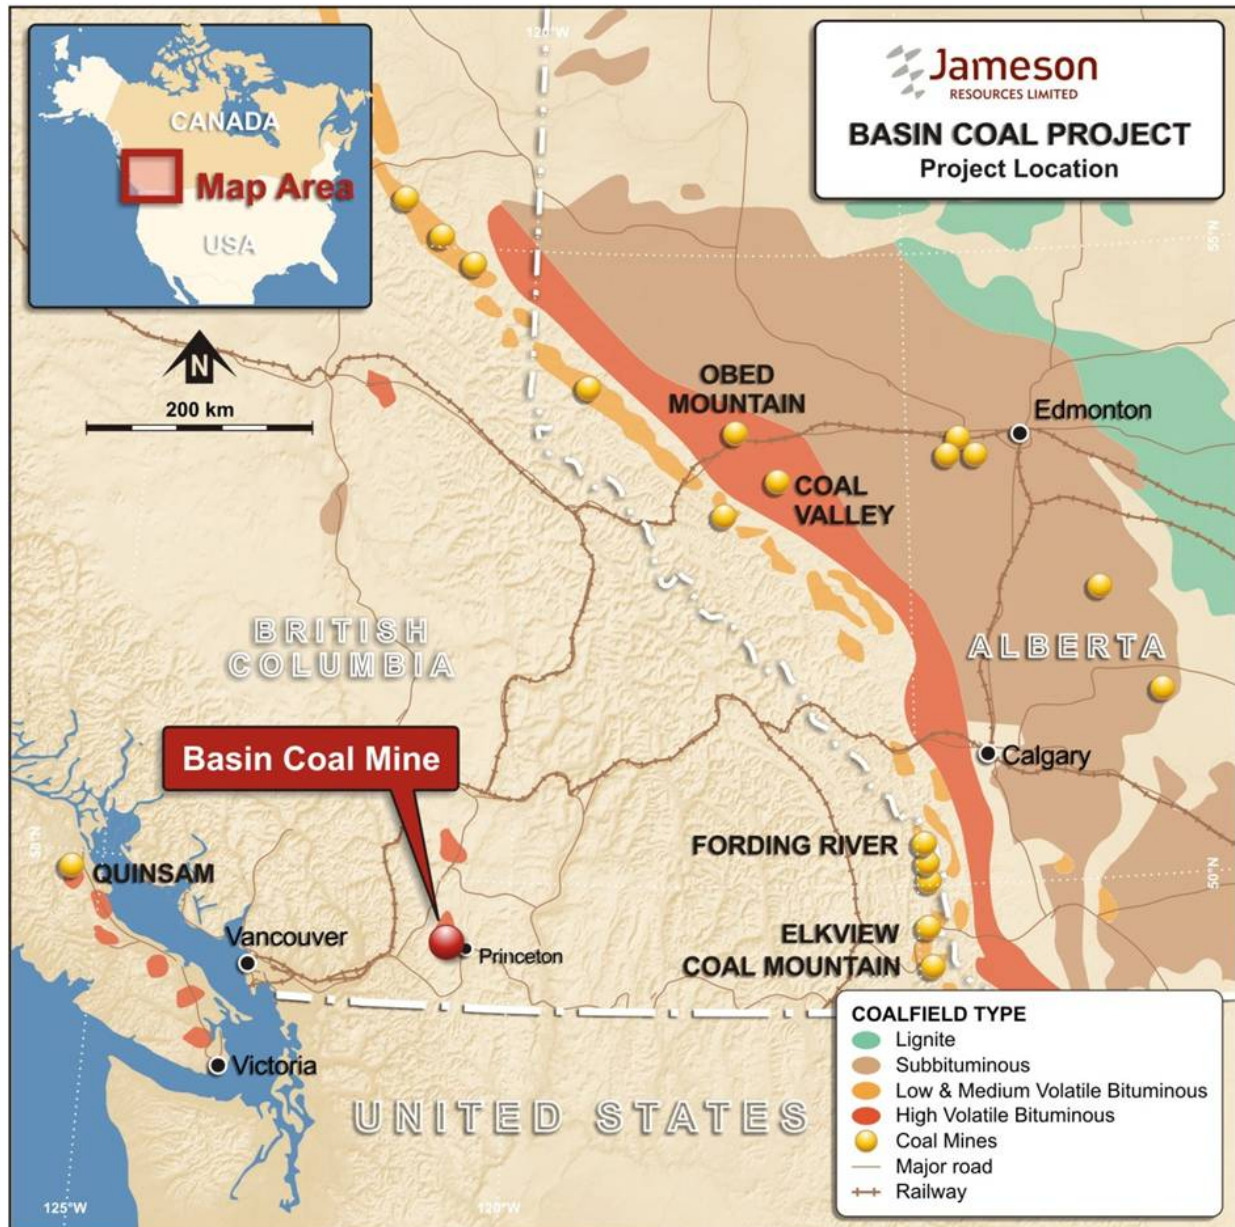 CANADA
Map Area
USA
120°W
Jameson
RESOURCES LIMITED
BASIN COAL PROJECT
Project Location
55°N
N
200 km
OBED
MOUNTAIN
Edmonton
COAL
VALLEY
BRITISH
COLUMBIA
ALBERTA
Basin Coal Mine
Calgary
50°N
QUINSAM
FORDING RIVER
50°N
Vancouver
Princeton
ELKVIEW
COAL MOUNTAIN
Victoria
UNITED STATES
COALFIELD TYPE
Lignite
Subbituminous
Low & Medium Volatile Bituminous
High Volatile Bituminous
Coal Mines
Major road
Railway
125°W
120°W